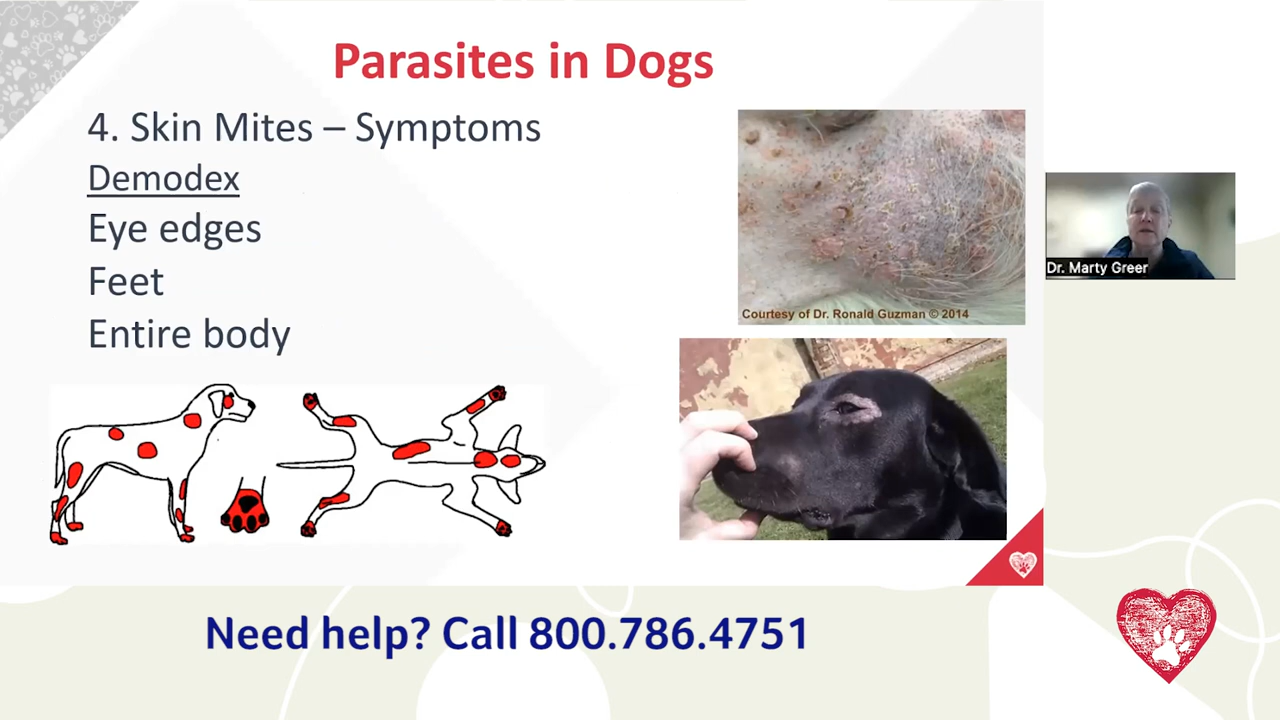 Parasites in Dogs
4. Skin Mites – Symptoms
Demodex
Eye edges
Feet
Entire body
Courtesy of Dr. Ronald Guzman © 2014
Dr. Marty Greer
Need help? Call 800.786.4751